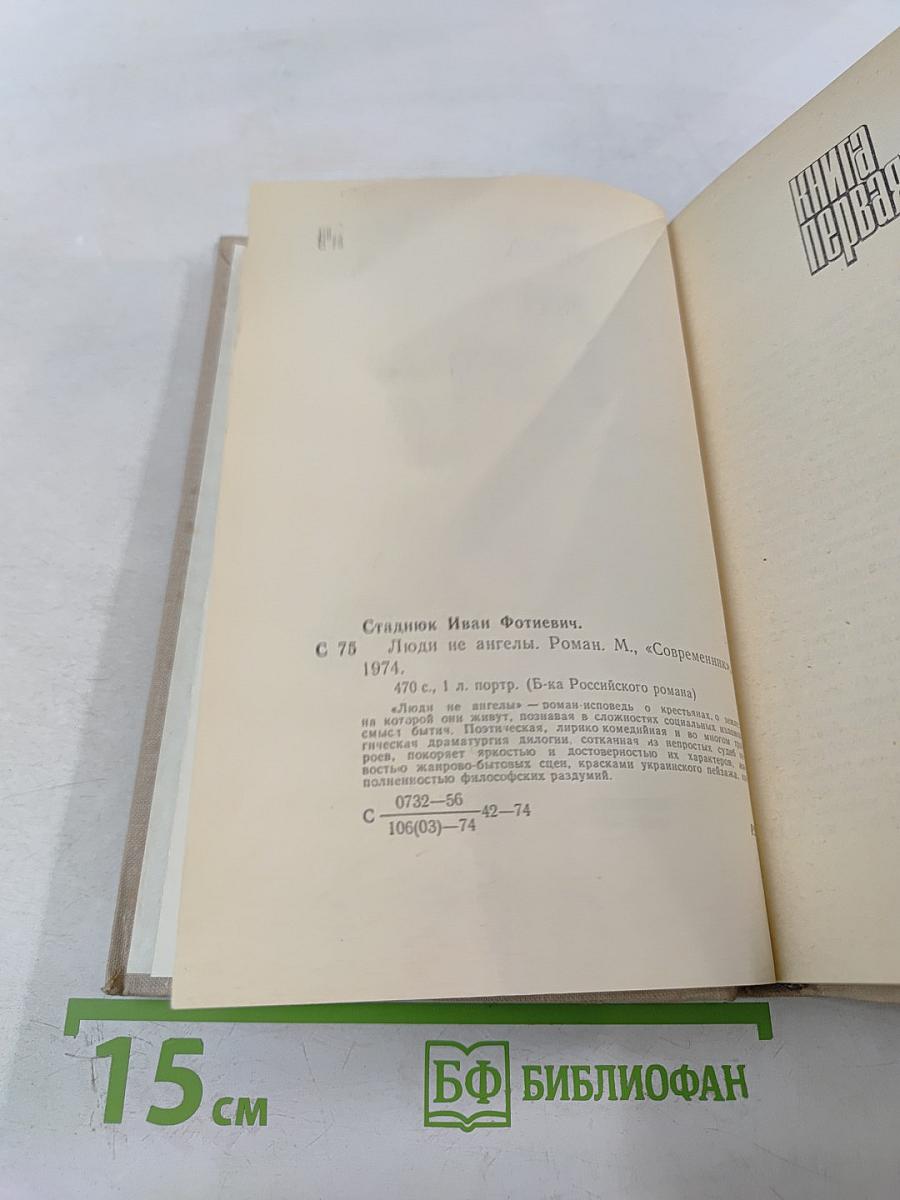 книга
первая
Стаднюк Иван Фотиевич.
С 75 Люди не ангелы. Роман. М., «Современник»
1974.
470 с., 1 л. портр. (Б-ка Российского романа)
«Люди не ангелы» — роман-исповедь о крестьянах, о
на которой они живут, познавая в сложностях социальных
смысл бытия. Поэтическая, лирико комедийная и во многом
гическая драматургия дилогии, сотканная из непростых судеб
роев, покоряет яркостью и достоверностью их характеров,
востью жанрово-бытовых сцен, красками украинского пейзажа,
полненностью философских раздумий.
С 0732—56
106(03)—74 42—74
15 см БФ БИБЛИОФАН